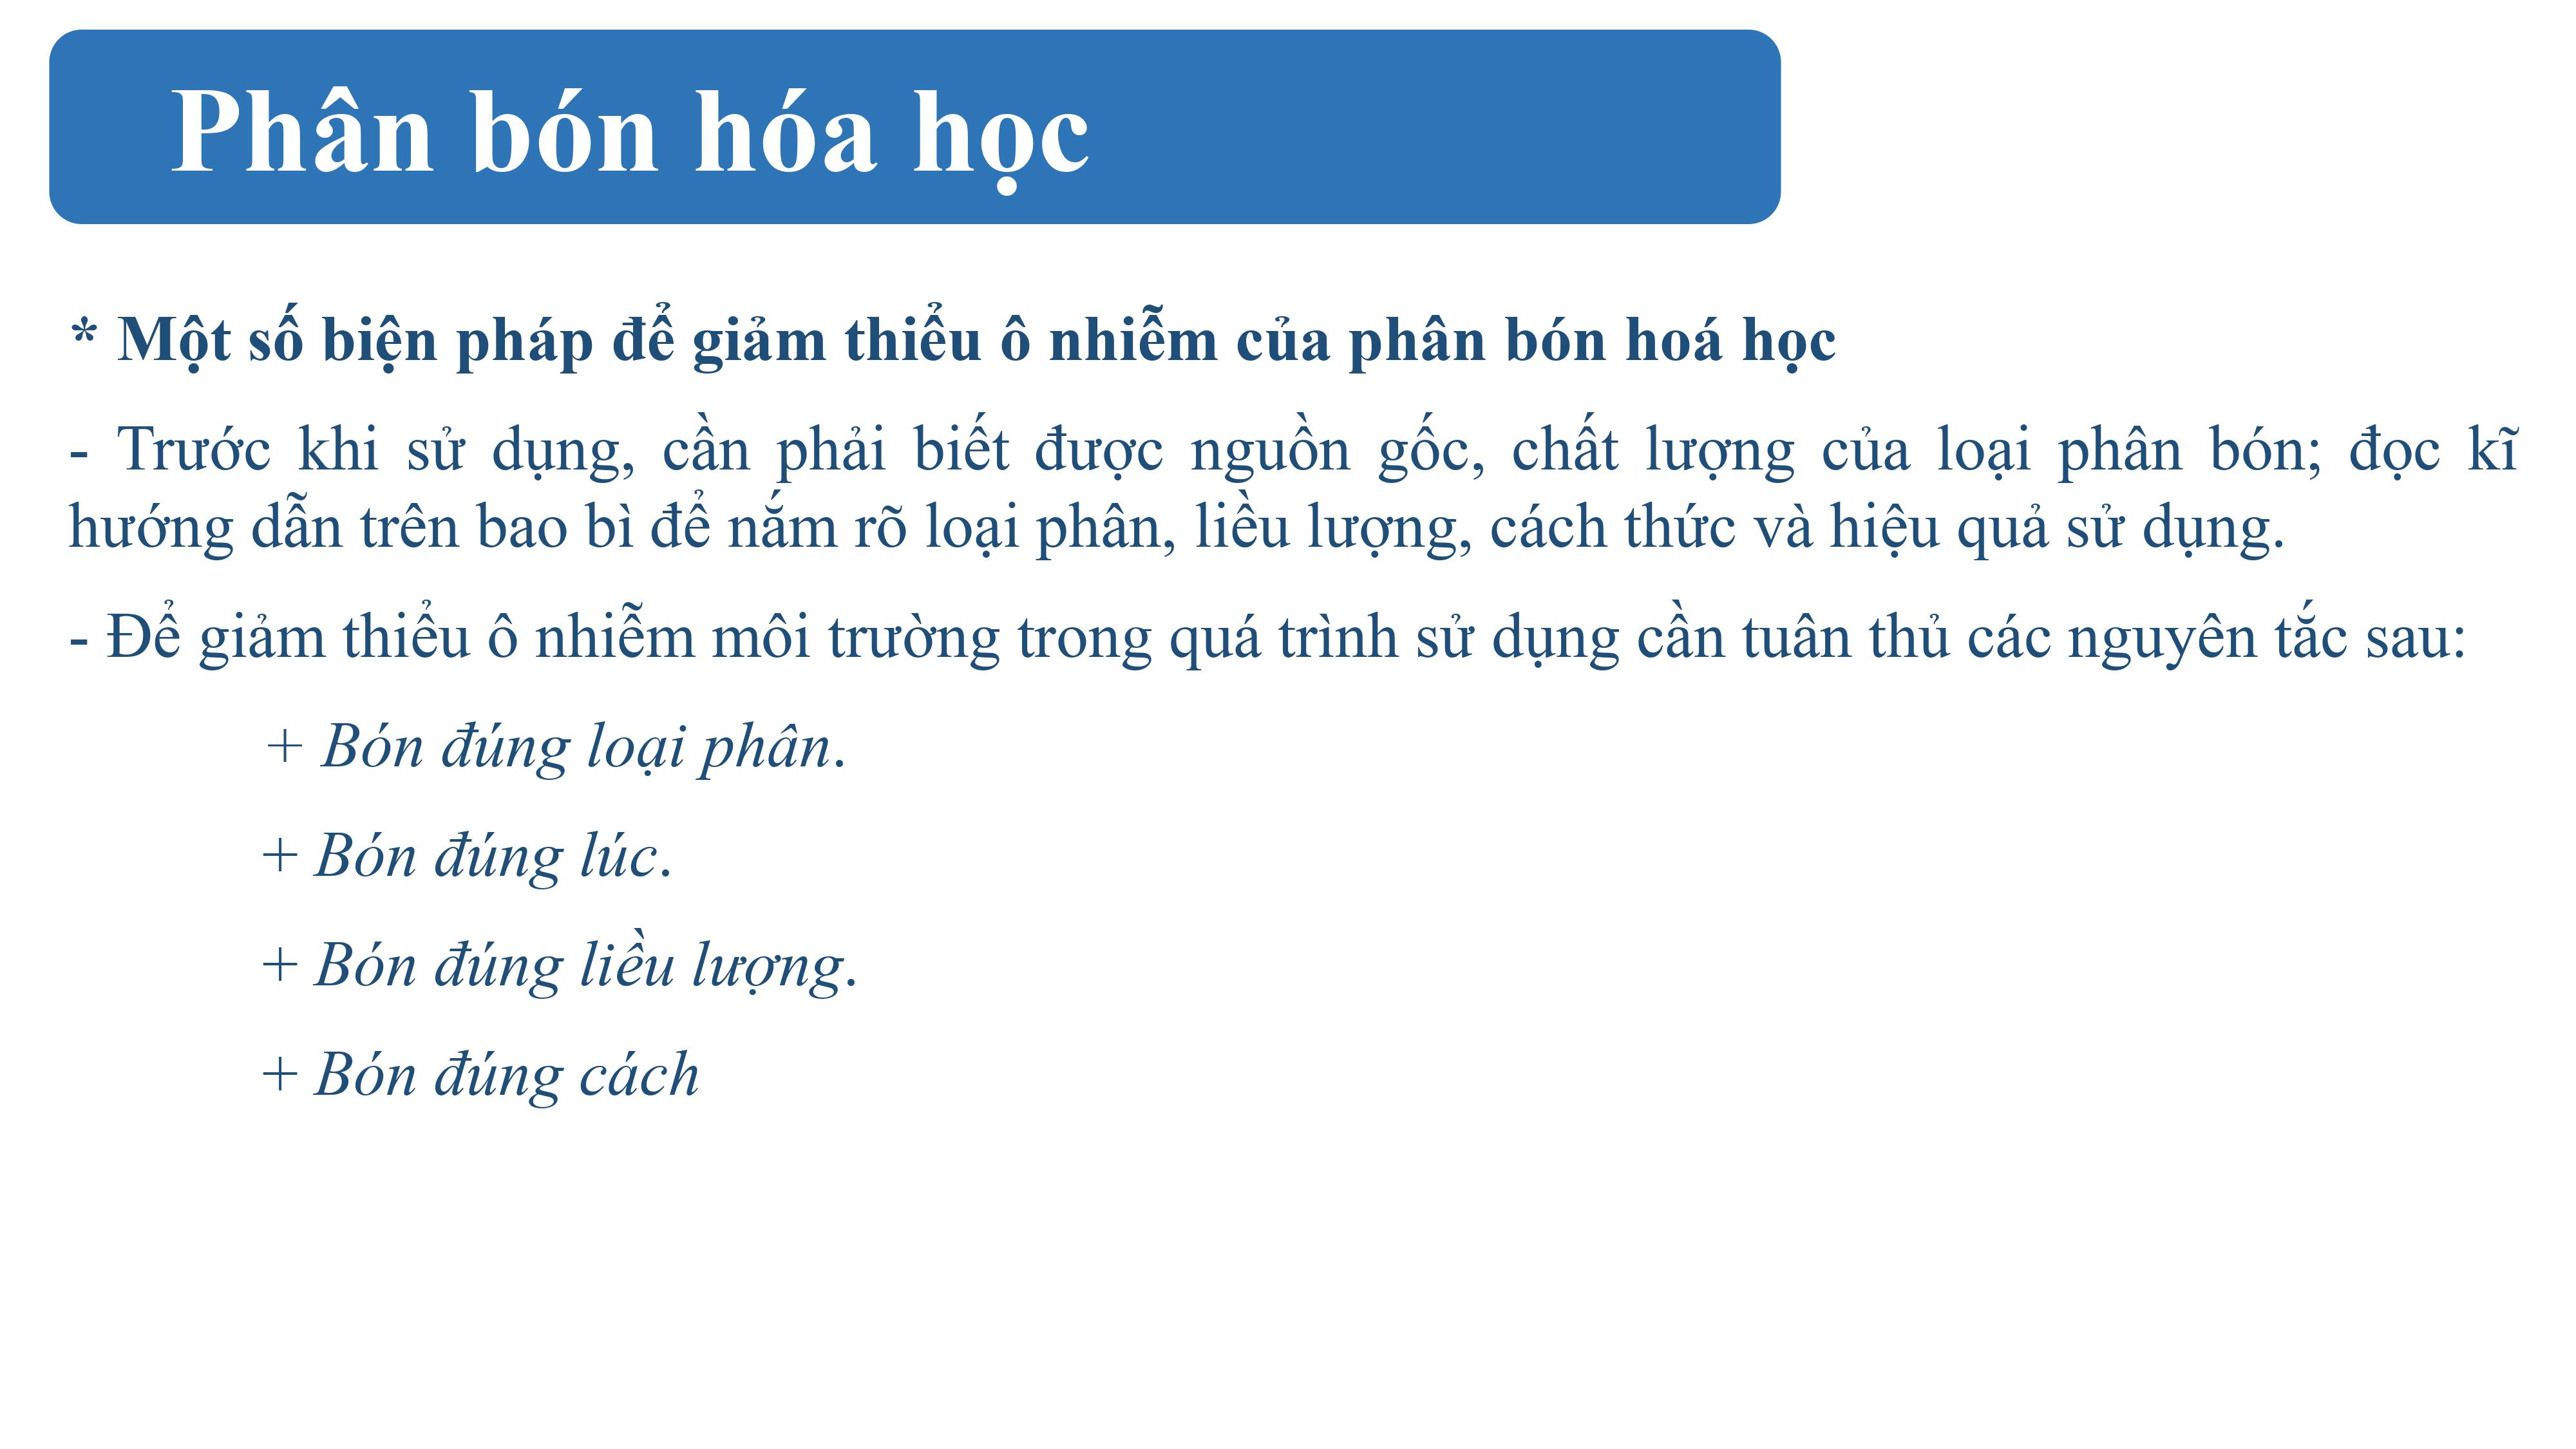 Phân bón hóa học
* Một số biện pháp để giảm thiểu ô nhiễm của phân bón hoá học
- Trước khi sử dụng, cần phải biết được nguồn gốc, chất lượng của loại phân bón; đọc kĩ
hướng dẫn trên bao bì để nắm rõ loại phân, liều lượng, cách thức và hiệu quả sử dụng.
- Để giảm thiểu ô nhiễm môi trường trong quá trình sử dụng cần tuân thủ các nguyên tắc sau:
+ Bón đúng loại phân.
+ Bón đúng lúc.
+ Bón đúng liều lượng.
+ Bón đúng cách